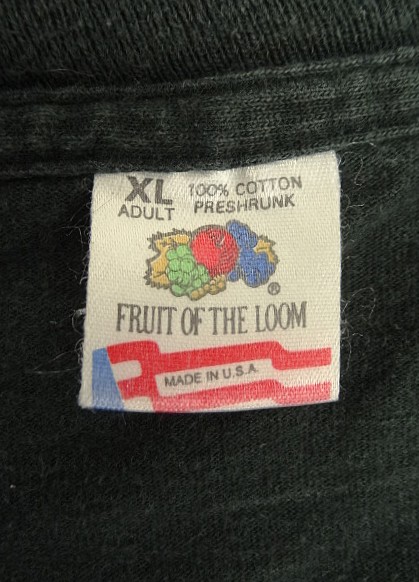 XL 100% COTTON
ADULT PRESHRUNK
®
FRUIT OF THE LOOM
MADE IN U.S.A.